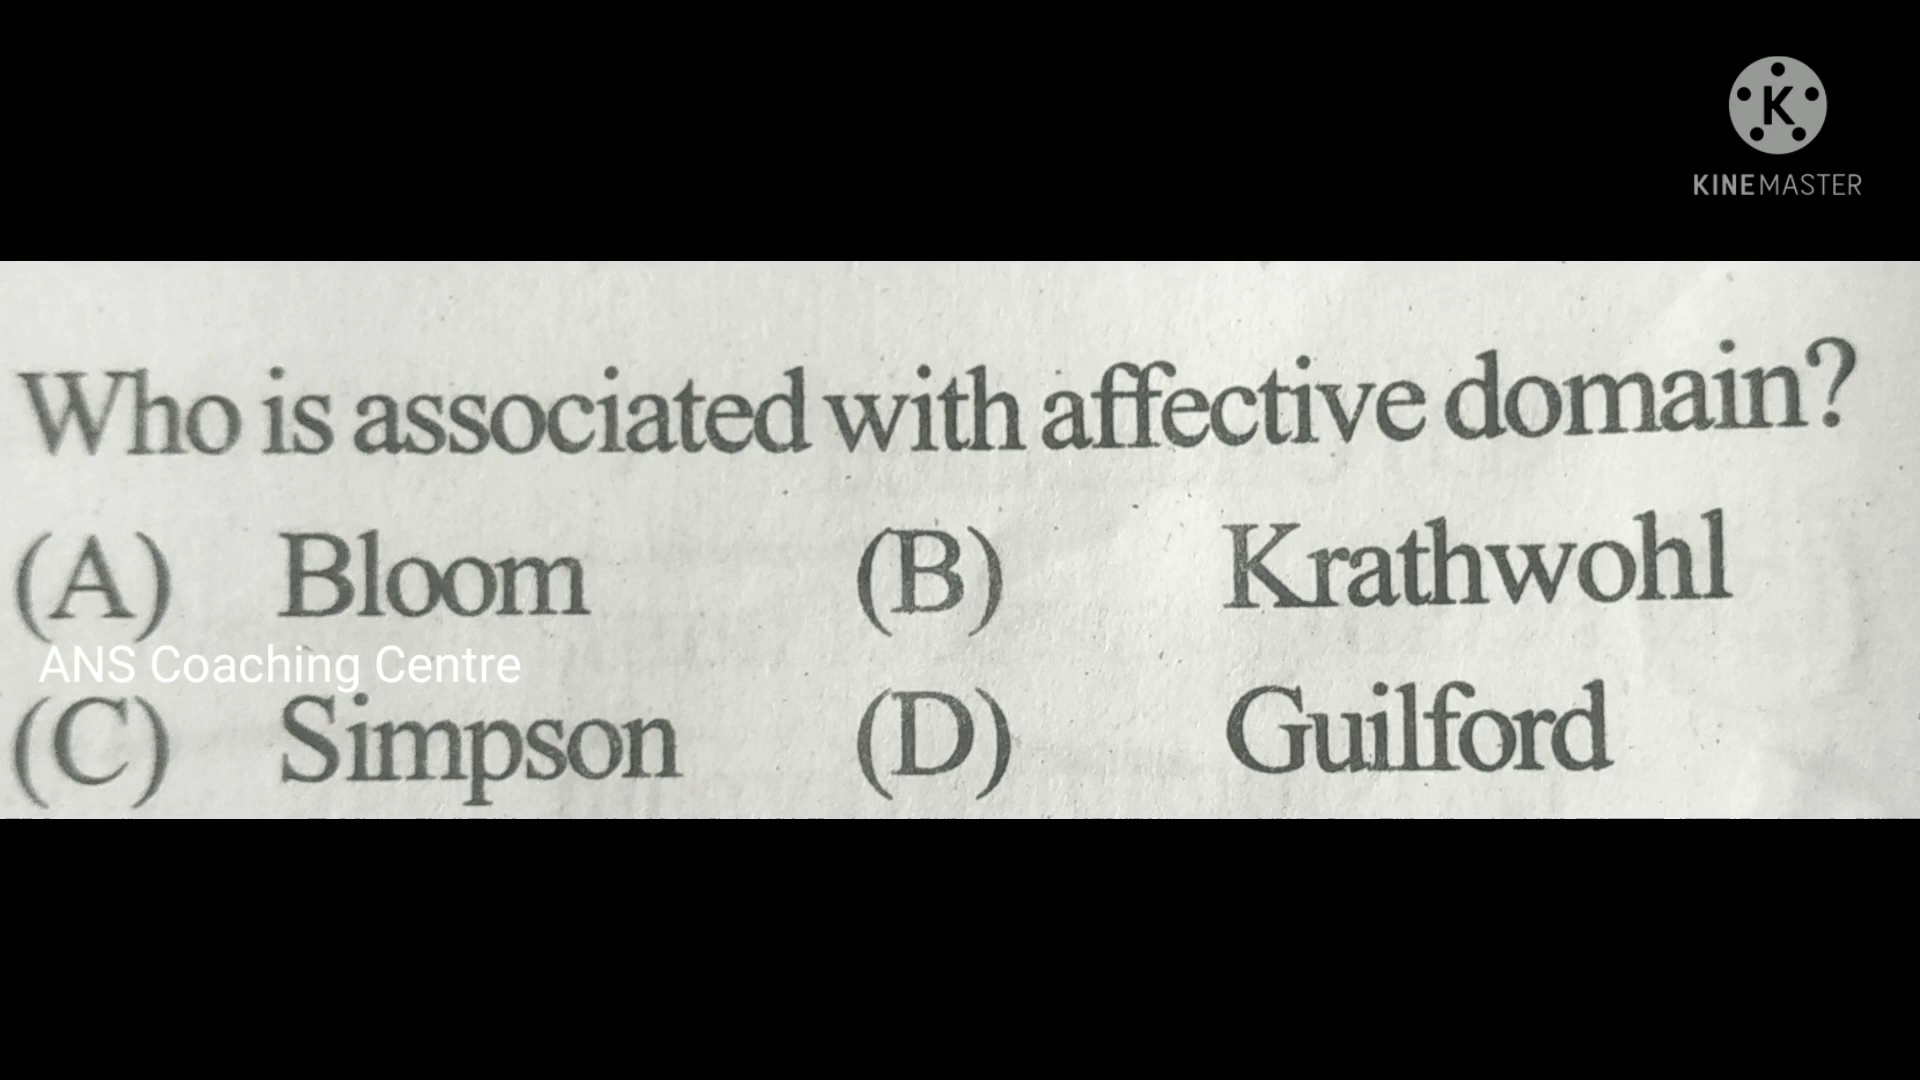 KINEMASTER
Who is associated with affective domain?
(A) Bloom (B) Krathwohl
ANS Coaching Centre
(C) Simpson (D) Guilford